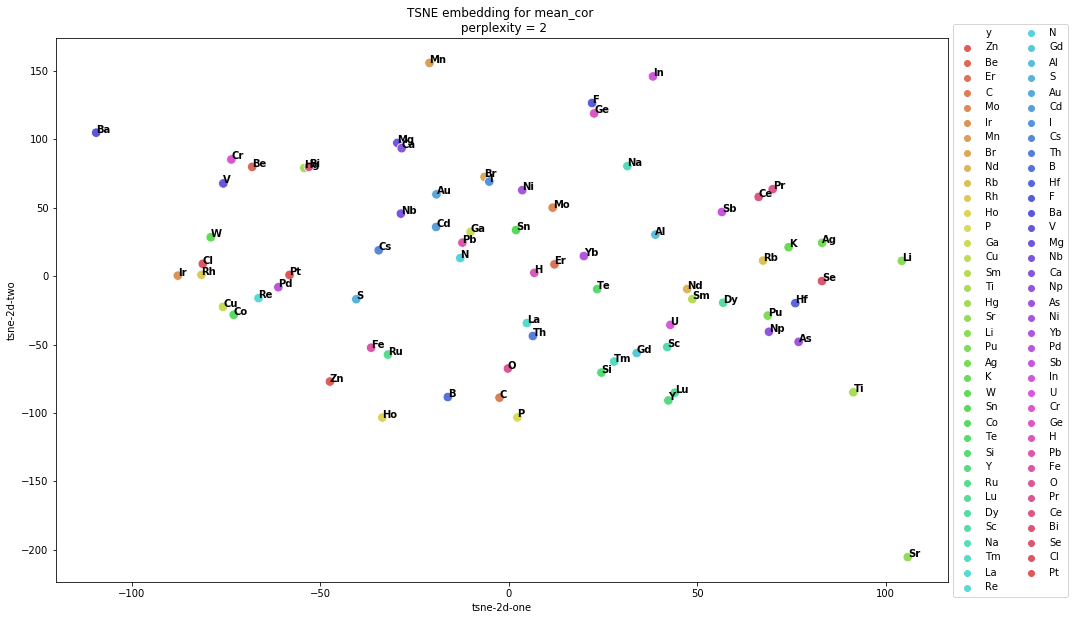 TSNE embedding for mean_cor
perplexity = 2
150
100
50
0
−50
−100
−150
−200
tsne-2d-two
−100
−50
0
50
100
tsne-2d-one
Mn
In
F
Ge
Ba
Mg
Ca
Cr
Be
Hg
Bi
V
Br
I
Na
Au
Ni
Pr
Ce
Mo
Nb
Sb
Cd
W
Ga
Sn
Al
Pb
Ag
K
Cs
Yb
N
Rb
Li
Cl
Er
H
Ir
Rh
Pt
Se
Pd
Te
Nd
Sm
Re
S
Dy
Hf
Cu
Co
Pu
La
U
Th
Np
As
Fe
Ru
Sc
Gd
Tm
O
Si
Zn
Ti
Lu
Y
B
C
Ho
P
Sr
y
Zn
Be
Er
C
Mo
Ir
Mn
Br
Nd
Rb
Rh
Ho
P
Ga
Cu
Sm
Ti
Hg
Sr
Li
Pu
Ag
K
W
Sn
Co
Te
Si
Y
Ru
Lu
Dy
Sc
Na
Tm
La
Re
N
Gd
Al
S
Au
Cd
I
Cs
Th
B
Hf
F
Ba
V
Mg
Nb
Ca
Np
As
Ni
Yb
Pd
Sb
In
U
Cr
Ge
H
Pb
Fe
O
Pr
Ce
Bi
Se
Cl
Pt